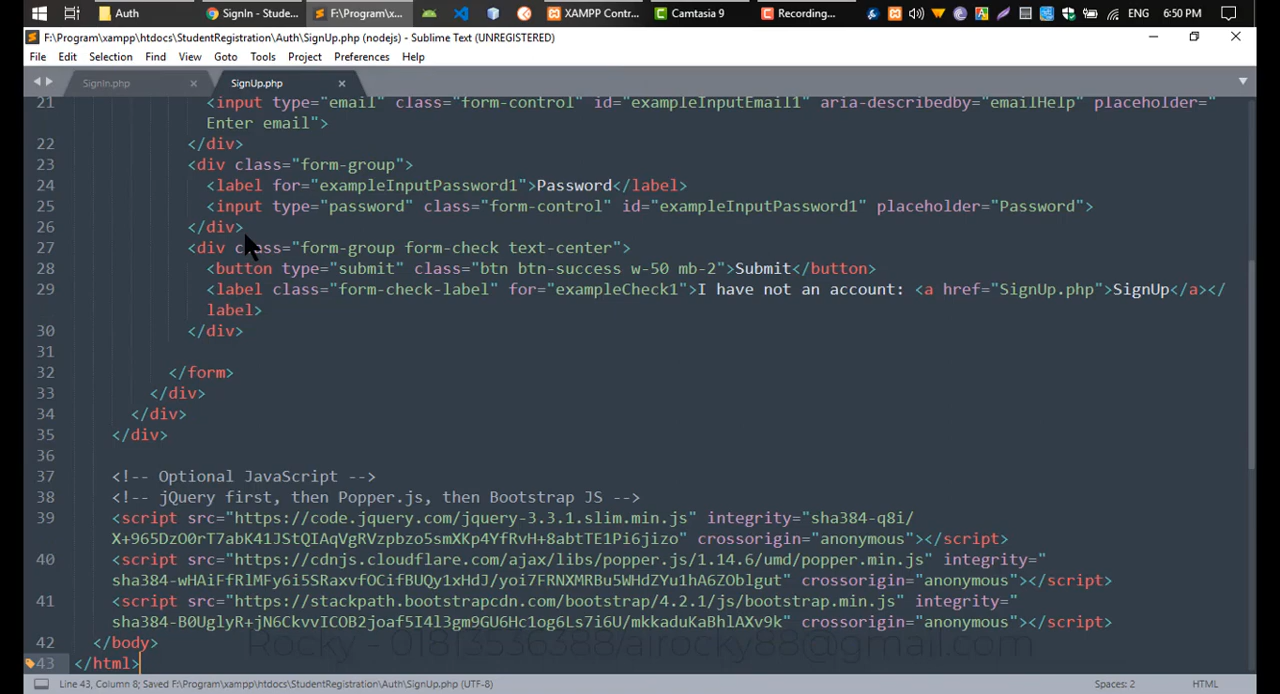 Auth
SignIn - Stude...
F:\Program\x...
XAMPP Contr...
Camtasia 9
Recording...
ENG
6:50 PM
F:\Program\xampp\htdocs\StudentRegistration\Auth\SignUp.php (nodejs) - Sublime Text (UNREGISTERED)
File Edit Selection Find View Goto Tools Project Preferences Help
SignIn.php
SignUp.php
21 <input type="email" class="form-control" id="exampleInputEmail1" aria-describedby="emailHelp" placeholder="
Enter email">
22 </div>
23 <div class="form-group">
24 <label for="exampleInputPassword1">Password</label>
25 <input type="password" class="form-control" id="exampleInputPassword1" placeholder="Password">
26 </div>
27 <div class="form-group form-check text-center">
28 <button type="submit" class="btn btn-success w-50 mb-2">Submit</button>
29 <label class="form-check-label" for="exampleCheck1">I have not an account: <a href="SignUp.php">SignUp</a></
label>
30 </div>
31
32 </form>
33 </div>
34 </div>
35 </div>
36
37 <!-- Optional JavaScript -->
38 <!-- jQuery first, then Popper.js, then Bootstrap JS -->
39 <script src="https://code.jquery.com/jquery-3.3.1.slim.min.js" integrity="sha384-q8i/
X+965DzO0rT7abK41JStQIAqVgRVzpbzo5smXKp4YfRvH+8abtTE1Pi6jizo" crossorigin="anonymous"></script>
40 <script src="https://cdnjs.cloudflare.com/ajax/libs/popper.js/1.14.6/umd/popper.min.js" integrity="
sha384-wHAiFfRlMFy6i5SRaxvfOCifBUQy1xHdJ/yoi7FRNXMRBu5WHdZYu1hA6ZOblgut" crossorigin="anonymous"></script>
41 <script src="https://stackpath.bootstrapcdn.com/bootstrap/4.2.1/js/bootstrap.min.js" integrity="
sha384-B0UglyR+jN6CkvvICOB2joaf5I4l3gm9GU6Hc1og6Ls7i6U/mkkaduKaBhlAXv9k" crossorigin="anonymous"></script>
42 </body>
Rocky - 01813536388/airocky88@gmail.com
43 </html>
Line 43, Column 8; Saved F:\Program\xampp\htdocs\StudentRegistration\Auth\SignUp.php (UTF-8)
Spaces: 2
HTML